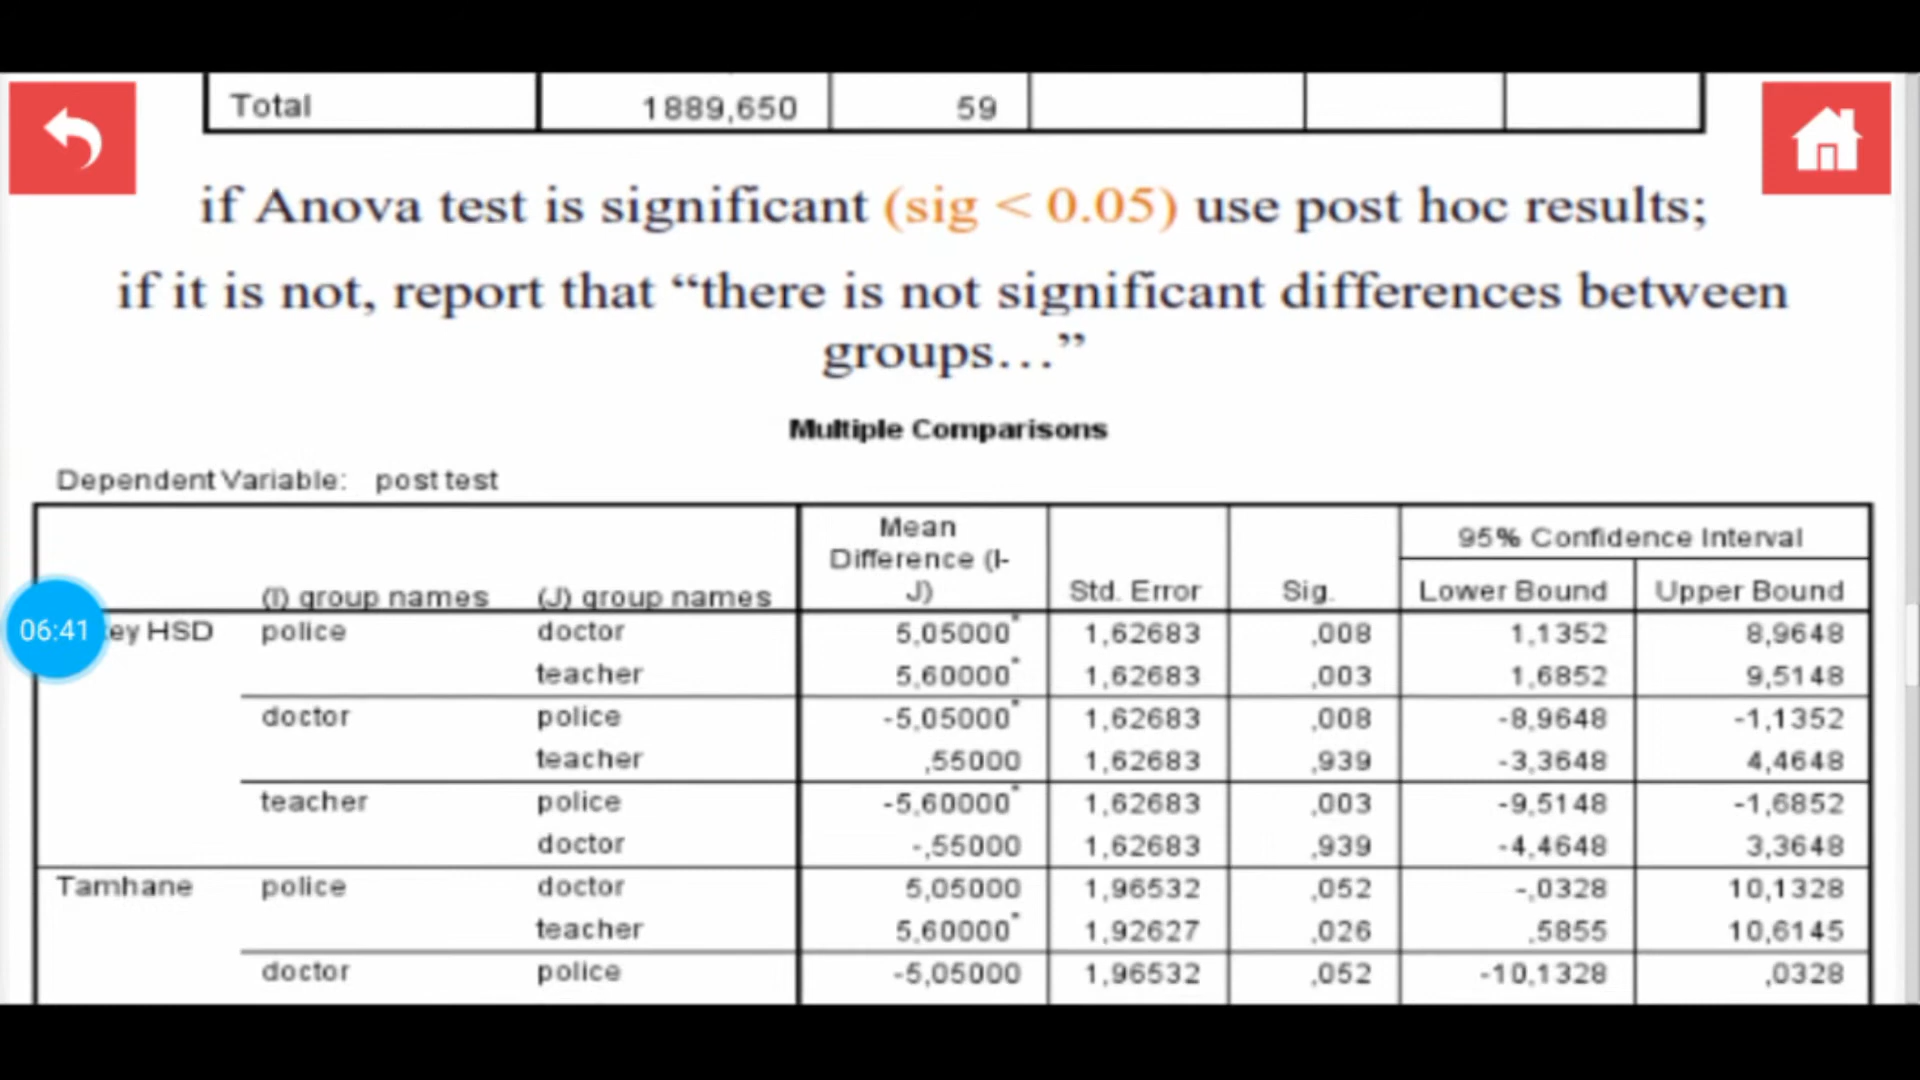 Total 1889,650 59
if Anova test is significant (sig < 0.05) use post hoc results;
if it is not, report that “there is not significant differences between
groups…”
Multiple Comparisons
Dependent Variable: post test
(I) group names (J) group names Mean Difference (I-J) Std. Error Sig. 95% Confidence Interval
Lower Bound Upper Bound
06:41 ey HSD police doctor 5,05000* 1,62683 ,008 1,1352 8,9648
teacher 5,60000* 1,62683 ,003 1,6852 9,5148
doctor police -5,05000* 1,62683 ,008 -8,9648 -1,1352
teacher ,55000 1,62683 ,939 -3,3648 4,4648
teacher police -5,60000* 1,62683 ,003 -9,5148 -1,6852
doctor -,55000 1,62683 ,939 -4,4648 3,3648
Tamhane police doctor 5,05000 1,96532 ,052 -,0328 10,1328
teacher 5,60000* 1,92627 ,026 ,5855 10,6145
doctor police -5,05000 1,96532 ,052 -10,1328 ,0328